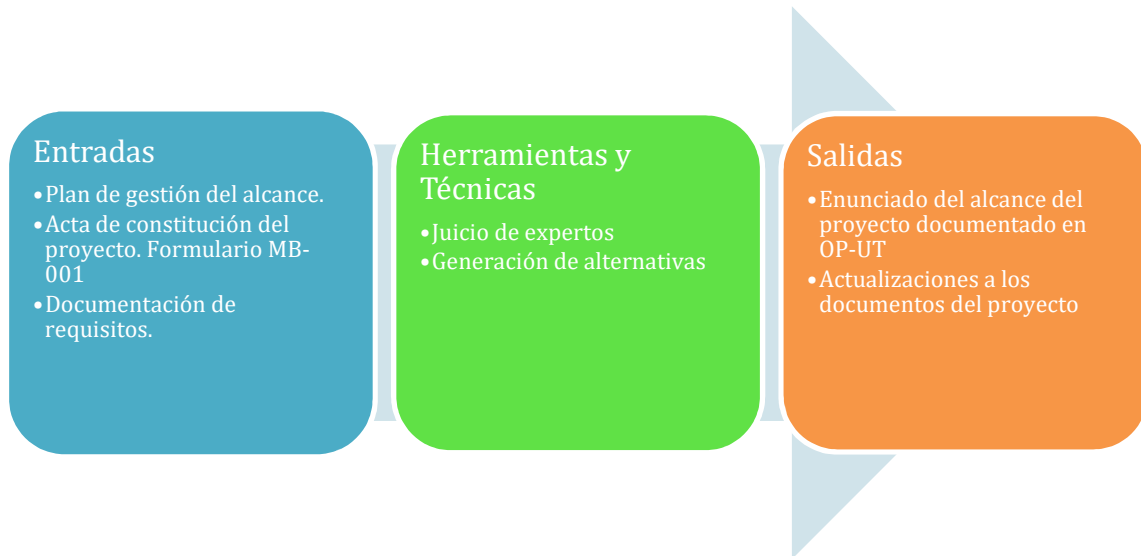 Entradas
•Plan de gestión del alcance.
•Acta de constitución del
proyecto. Formulario MB-
001
•Documentación de
requisitos.
Herramientas y
Técnicas
•Juicio de expertos
•Generación de alternativas
Salidas
•Enunciado del alcance del
proyecto documentado en
OP-UT
•Actualizaciones a los
documentos del proyecto